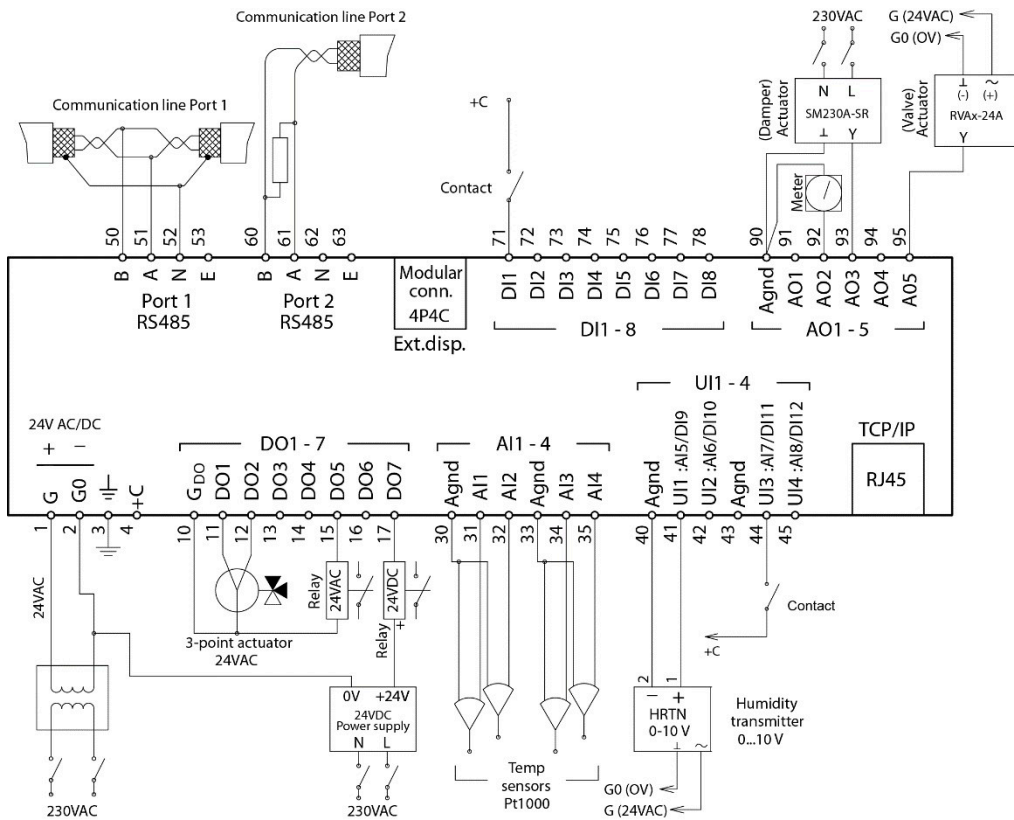 Communication line Port 2
Communication line Port 1
230VAC
G (24VAC)
G0 (OV)
+C
Contact
(Damper)
Actuator
N L
SM230A-SR
⊥ Y
(Valve)
Actuator
⊥ ~
(-) (+)
RVAx-24A
Y
Meter
50 51 52 53
60 61 62 63
71 72 73 74 75 76 77 78
90 91 92 93 94 95
B A N E
B A N E
Port 1
RS485
Port 2
RS485
Modular
conn.
4P4C
Ext.disp.
DI1 DI2 DI3 DI4 DI5 DI6 DI7 DI8
DI1 - 8
Agnd AO1 AO2 AO3 AO4 A05
AO1 - 5
24V AC/DC
+ −
G G0 ⏚ +C
DO1 - 7
GDO DO1 DO2 DO3 DO4 DO5 DO6 DO7
AI1 - 4
Agnd AI1 AI2 Agnd AI3 AI4
UI1 - 4
Agnd
UI1 :AI5/DI9
UI2 :AI6/DI10
Agnd
UI3 :AI7/DI11
UI4 :AI8/DI12
TCP/IP
RJ45
1 2 3 4
10 11 12 13 14 15 16 17
30 31 32 33 34 35
40 41 42 43 44 45
24VAC
3-point actuator
24VAC
Relay
24VAC
Relay
24VDC
+
Contact
+C
0V +24V
24VDC
Power supply
N L
230VAC
230VAC
Temp
sensors
Pt1000
2 1
− +
HRTN
0-10 V
⊥ ~
Humidity
transmitter
0...10 V
G0 (OV)
G (24VAC)